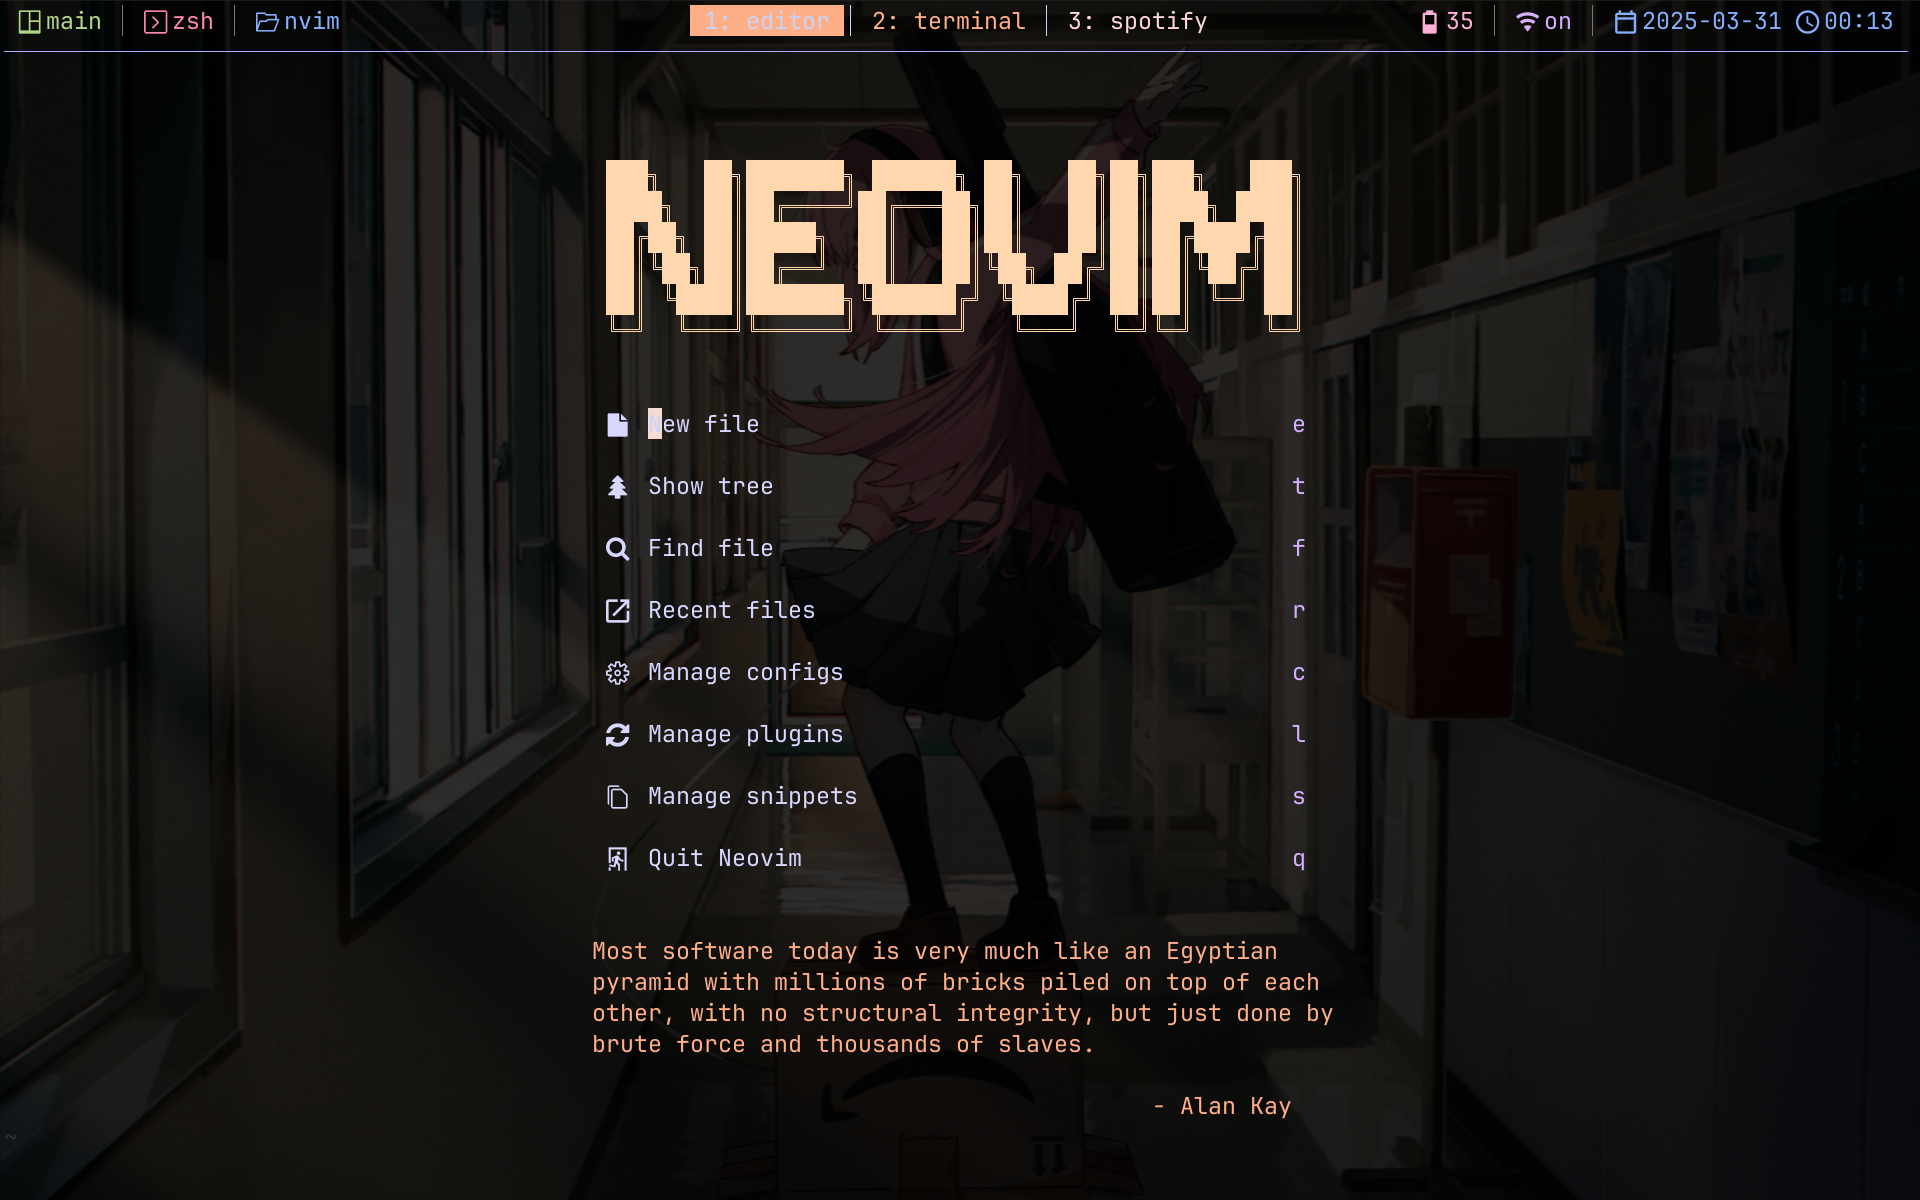 main zsh nvim 1: editor 2: terminal 3: spotify 35 on 2025-03-31 00:13
NEOVIM
New file e
Show tree t
Find file f
Recent files r
Manage configs c
Manage plugins l
Manage snippets s
Quit Neovim q
Most software today is very much like an Egyptian
pyramid with millions of bricks piled on top of each
other, with no structural integrity, but just done by
brute force and thousands of slaves.
- Alan Kay
~